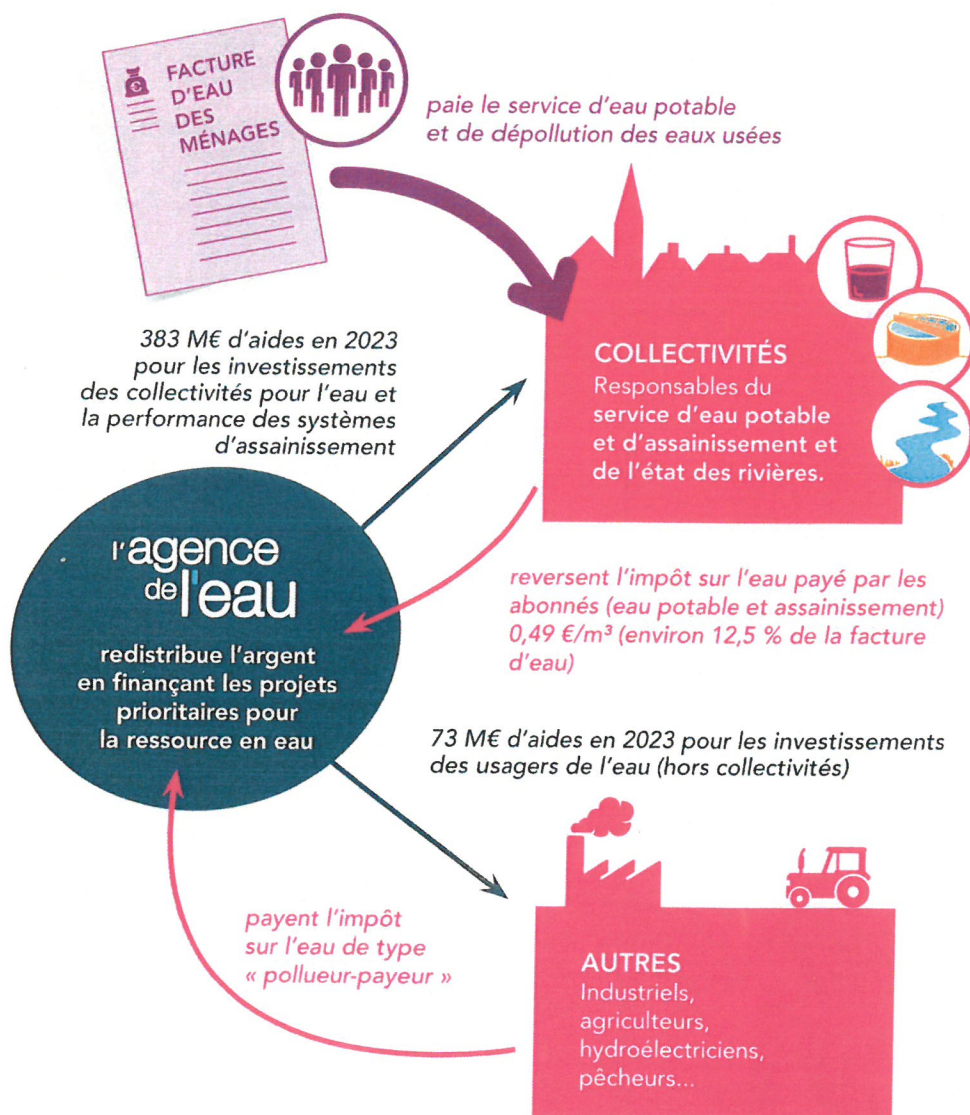 FACTURE
D'EAU
DES
MÉNAGES
paie le service d'eau potable
et de dépollution des eaux usées
383 M€ d'aides en 2023
pour les investissements
des collectivités pour l'eau et
la performance des systèmes
d'assainissement
COLLECTIVITÉS
Responsables du
service d'eau potable
et d'assainissement et
de l'état des rivières.
l'agence
de l'eau
redistribue l'argent
en finançant les projets
prioritaires pour
la ressource en eau
reversent l'impôt sur l'eau payé par les
abonnés (eau potable et assainissement)
0,49 €/m³ (environ 12,5 % de la facture
d'eau)
73 M€ d'aides en 2023 pour les investissements
des usagers de l'eau (hors collectivités)
payent l'impôt
sur l'eau de type
« pollueur-payeur »
AUTRES
Industriels,
agriculteurs,
hydroélectriciens,
pêcheurs...